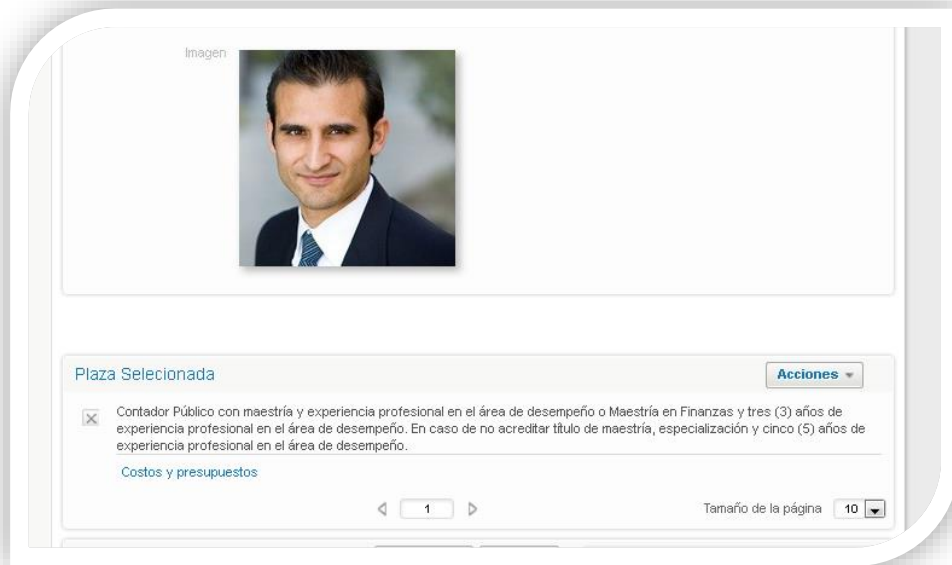 Imagen
Plaza Selecionada
Acciones
Contador Público con maestría y experiencia profesional en el área de desempeño o Maestría en Finanzas y tres (3) años de
experiencia profesional en el área de desempeño. En caso de no acreditar título de maestría, especialización y cinco (5) años de
experiencia profesional en el área de desempeño.
Costos y presupuestos
1
Tamaño de la página 10